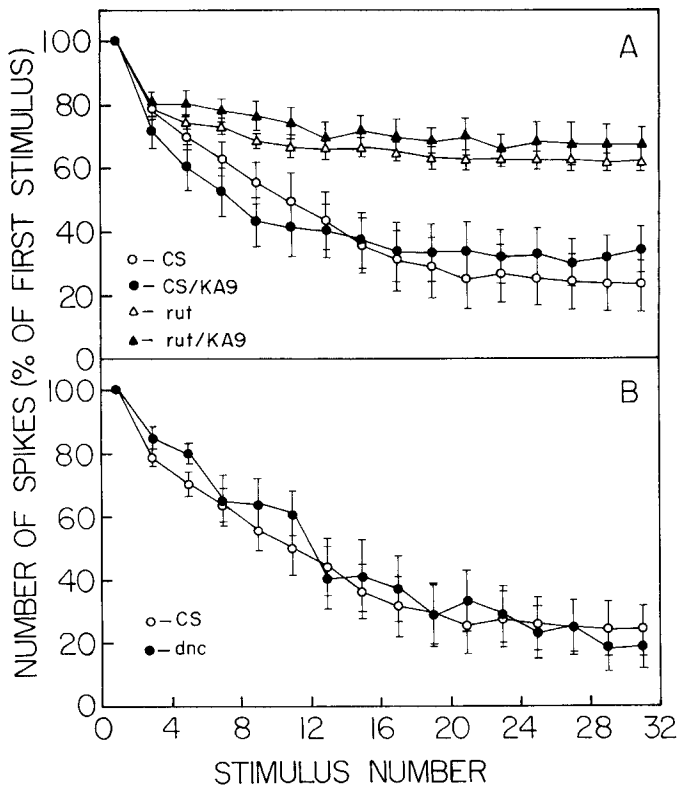 NUMBER OF SPIKES (% OF FIRST STIMULUS)
100
80
60
40
20
0
A
CS
CS/KA9
rut
rut/KA9
100
80
60
40
20
0
B
CS
dnc
0 4 8 12 16 20 24 28 32
STIMULUS NUMBER